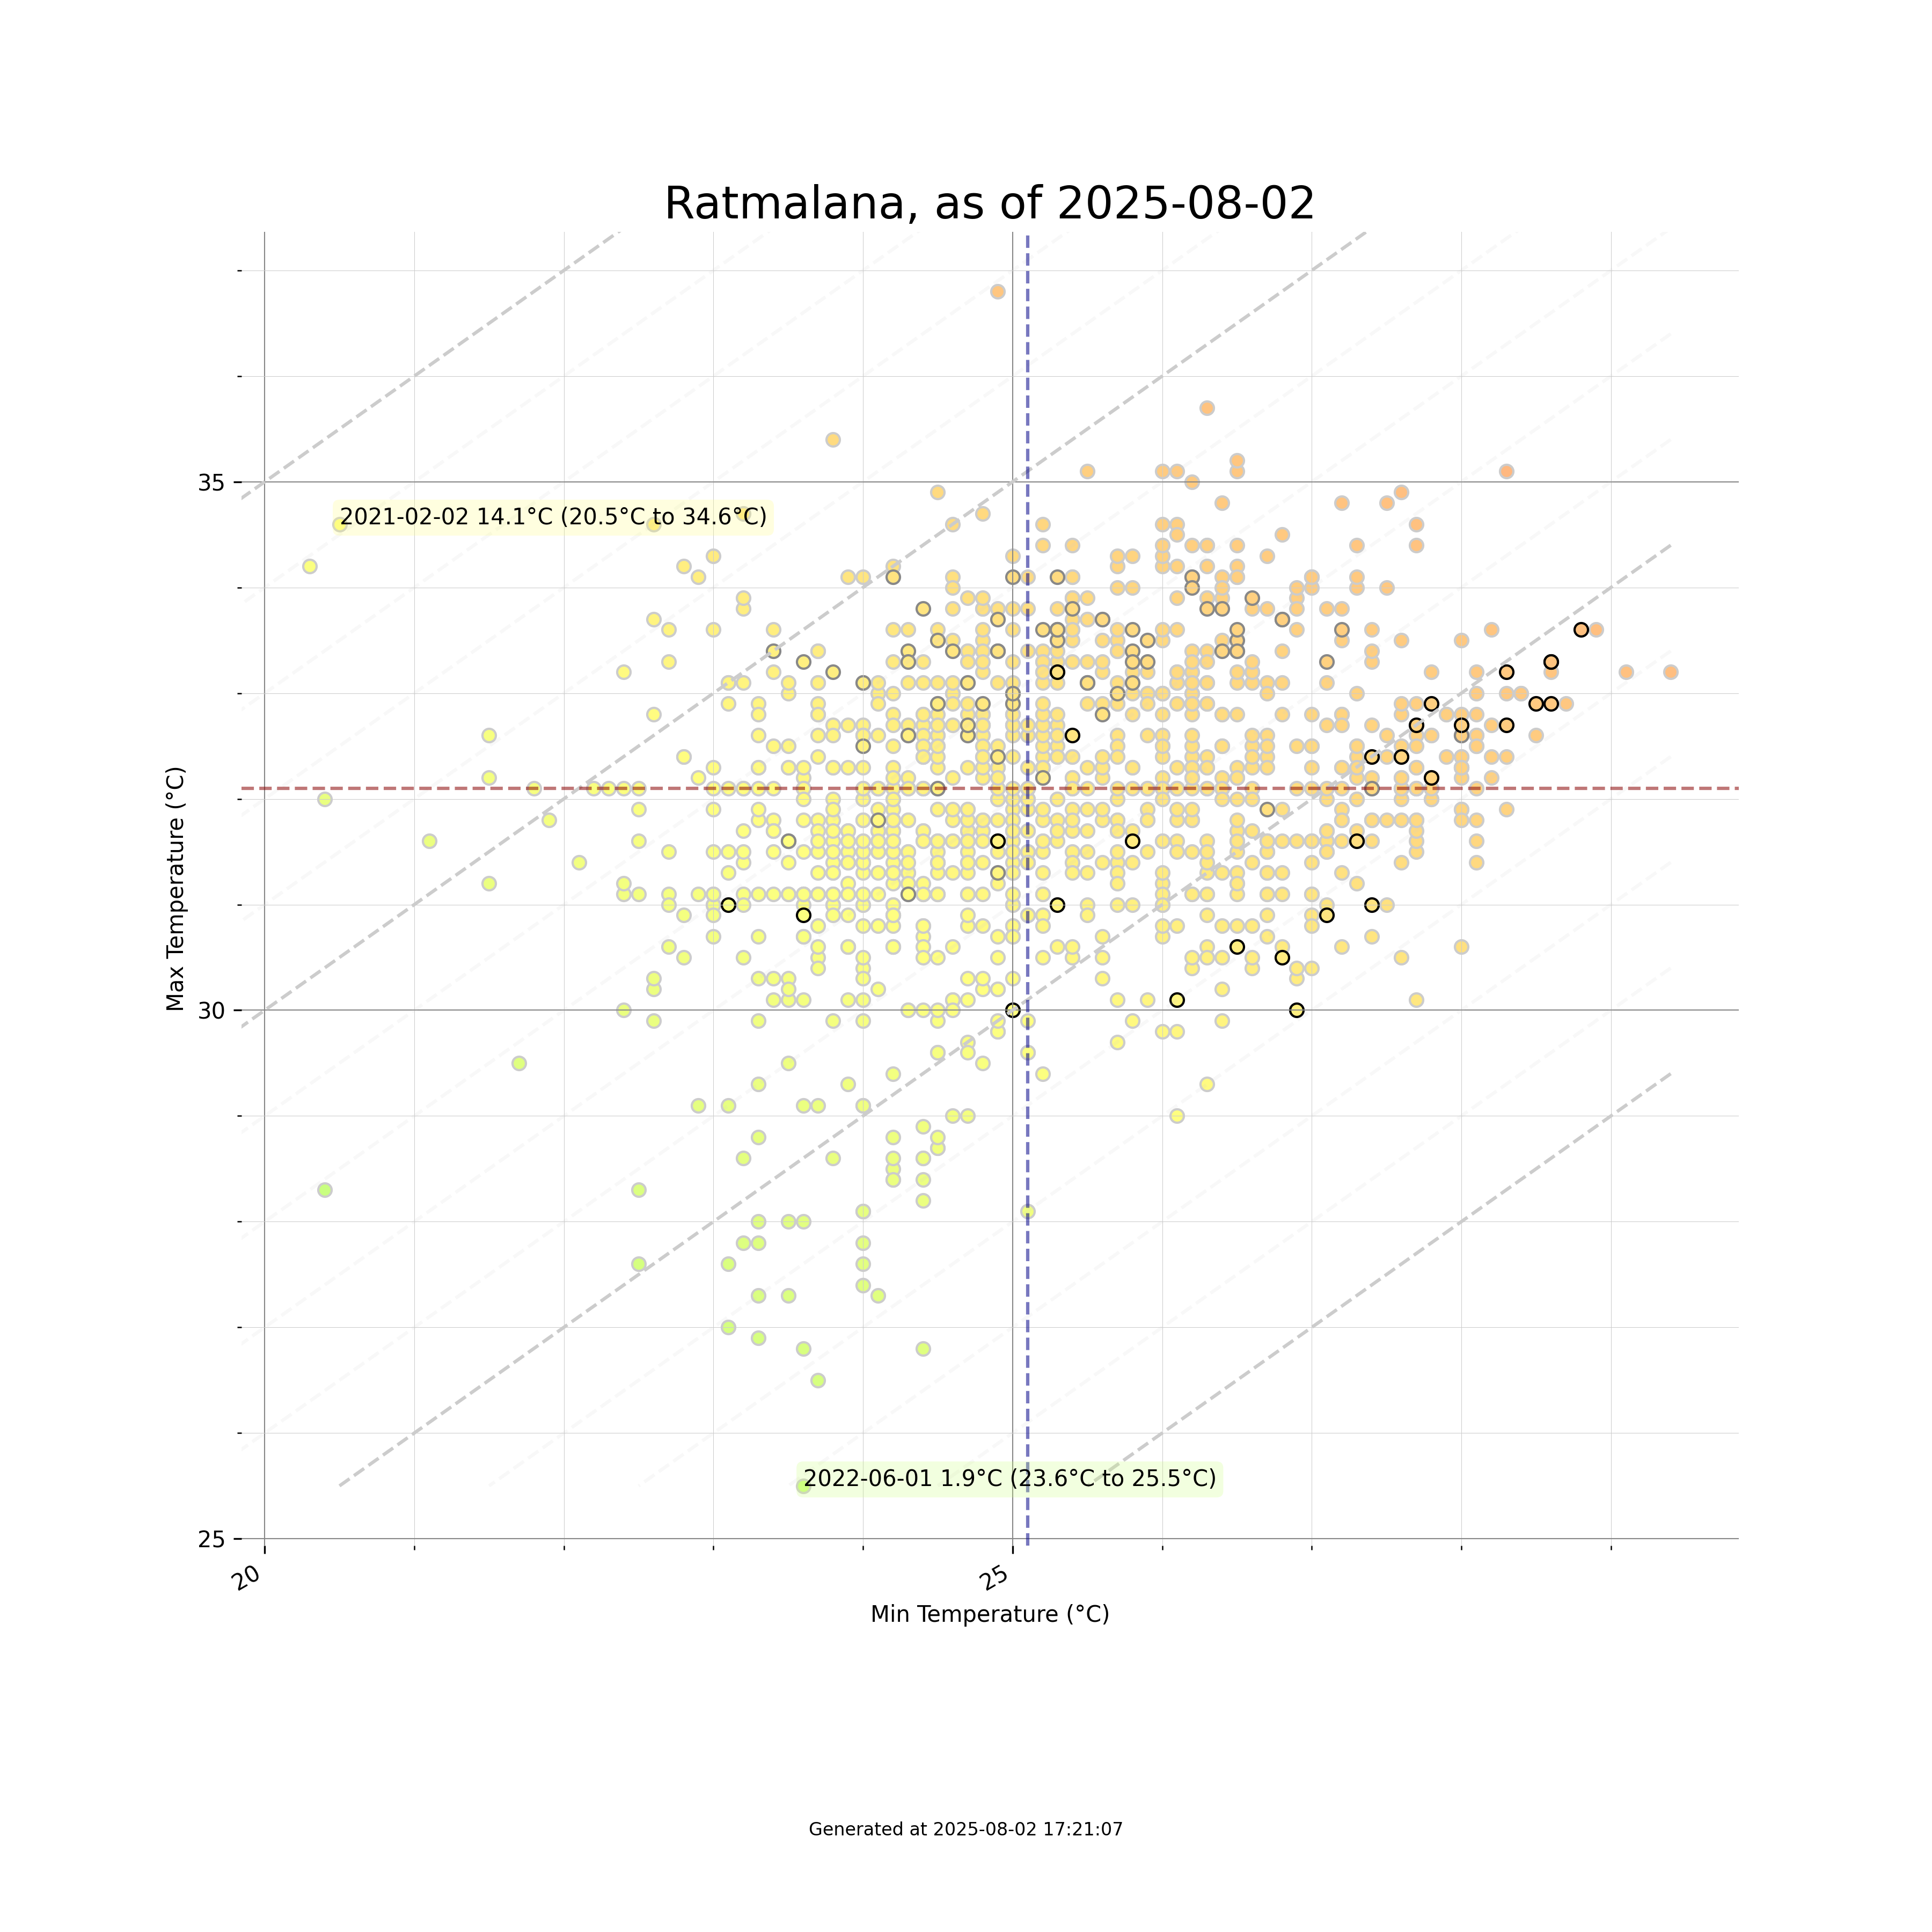 Ratmalana, as of 2025-08-02
35
2021-02-02 14.1°C (20.5°C to 34.6°C)
Max Temperature (°C)
30
2022-06-01 1.9°C (23.6°C to 25.5°C)
25
20
25
Min Temperature (°C)
Generated at 2025-08-02 17:21:07